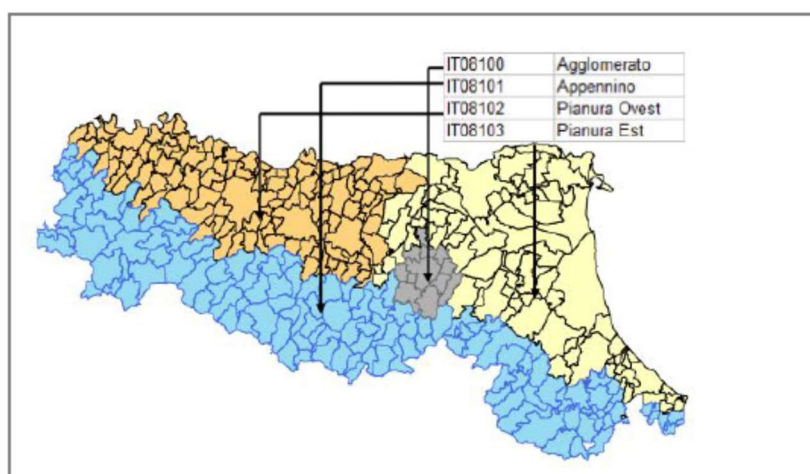 IT08100 Agglomerato
IT08101 Appennino
IT08102 Pianura Ovest
IT08103 Pianura Est